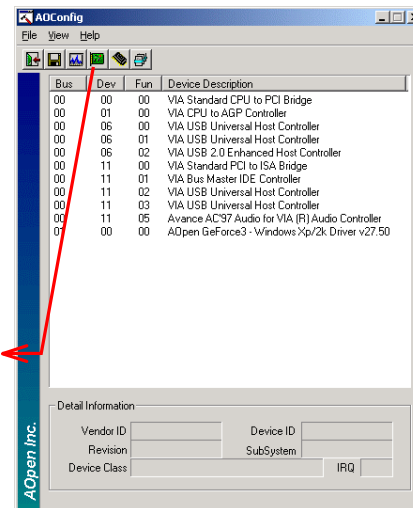 AOConfig
File View Help
Bus Dev Fun Device Description
00 00 00 VIA Standard CPU to PCI Bridge
00 01 00 VIA CPU to AGP Controller
00 06 00 VIA USB Universal Host Controller
00 06 01 VIA USB Universal Host Controller
00 06 02 VIA USB 2.0 Enhanced Host Controller
00 11 00 VIA Standard PCI to ISA Bridge
00 11 01 VIA Bus Master IDE Controller
00 11 02 VIA USB Universal Host Controller
00 11 03 VIA USB Universal Host Controller
00 11 05 Avance AC'97 Audio for VIA (R) Audio Controller
01 00 00 AOpen GeForce3 - Windows Xp/2k Driver v27.50
Detail Information
Vendor ID Device ID
Revision SubSystem
Device Class IRQ
AOpen Inc.